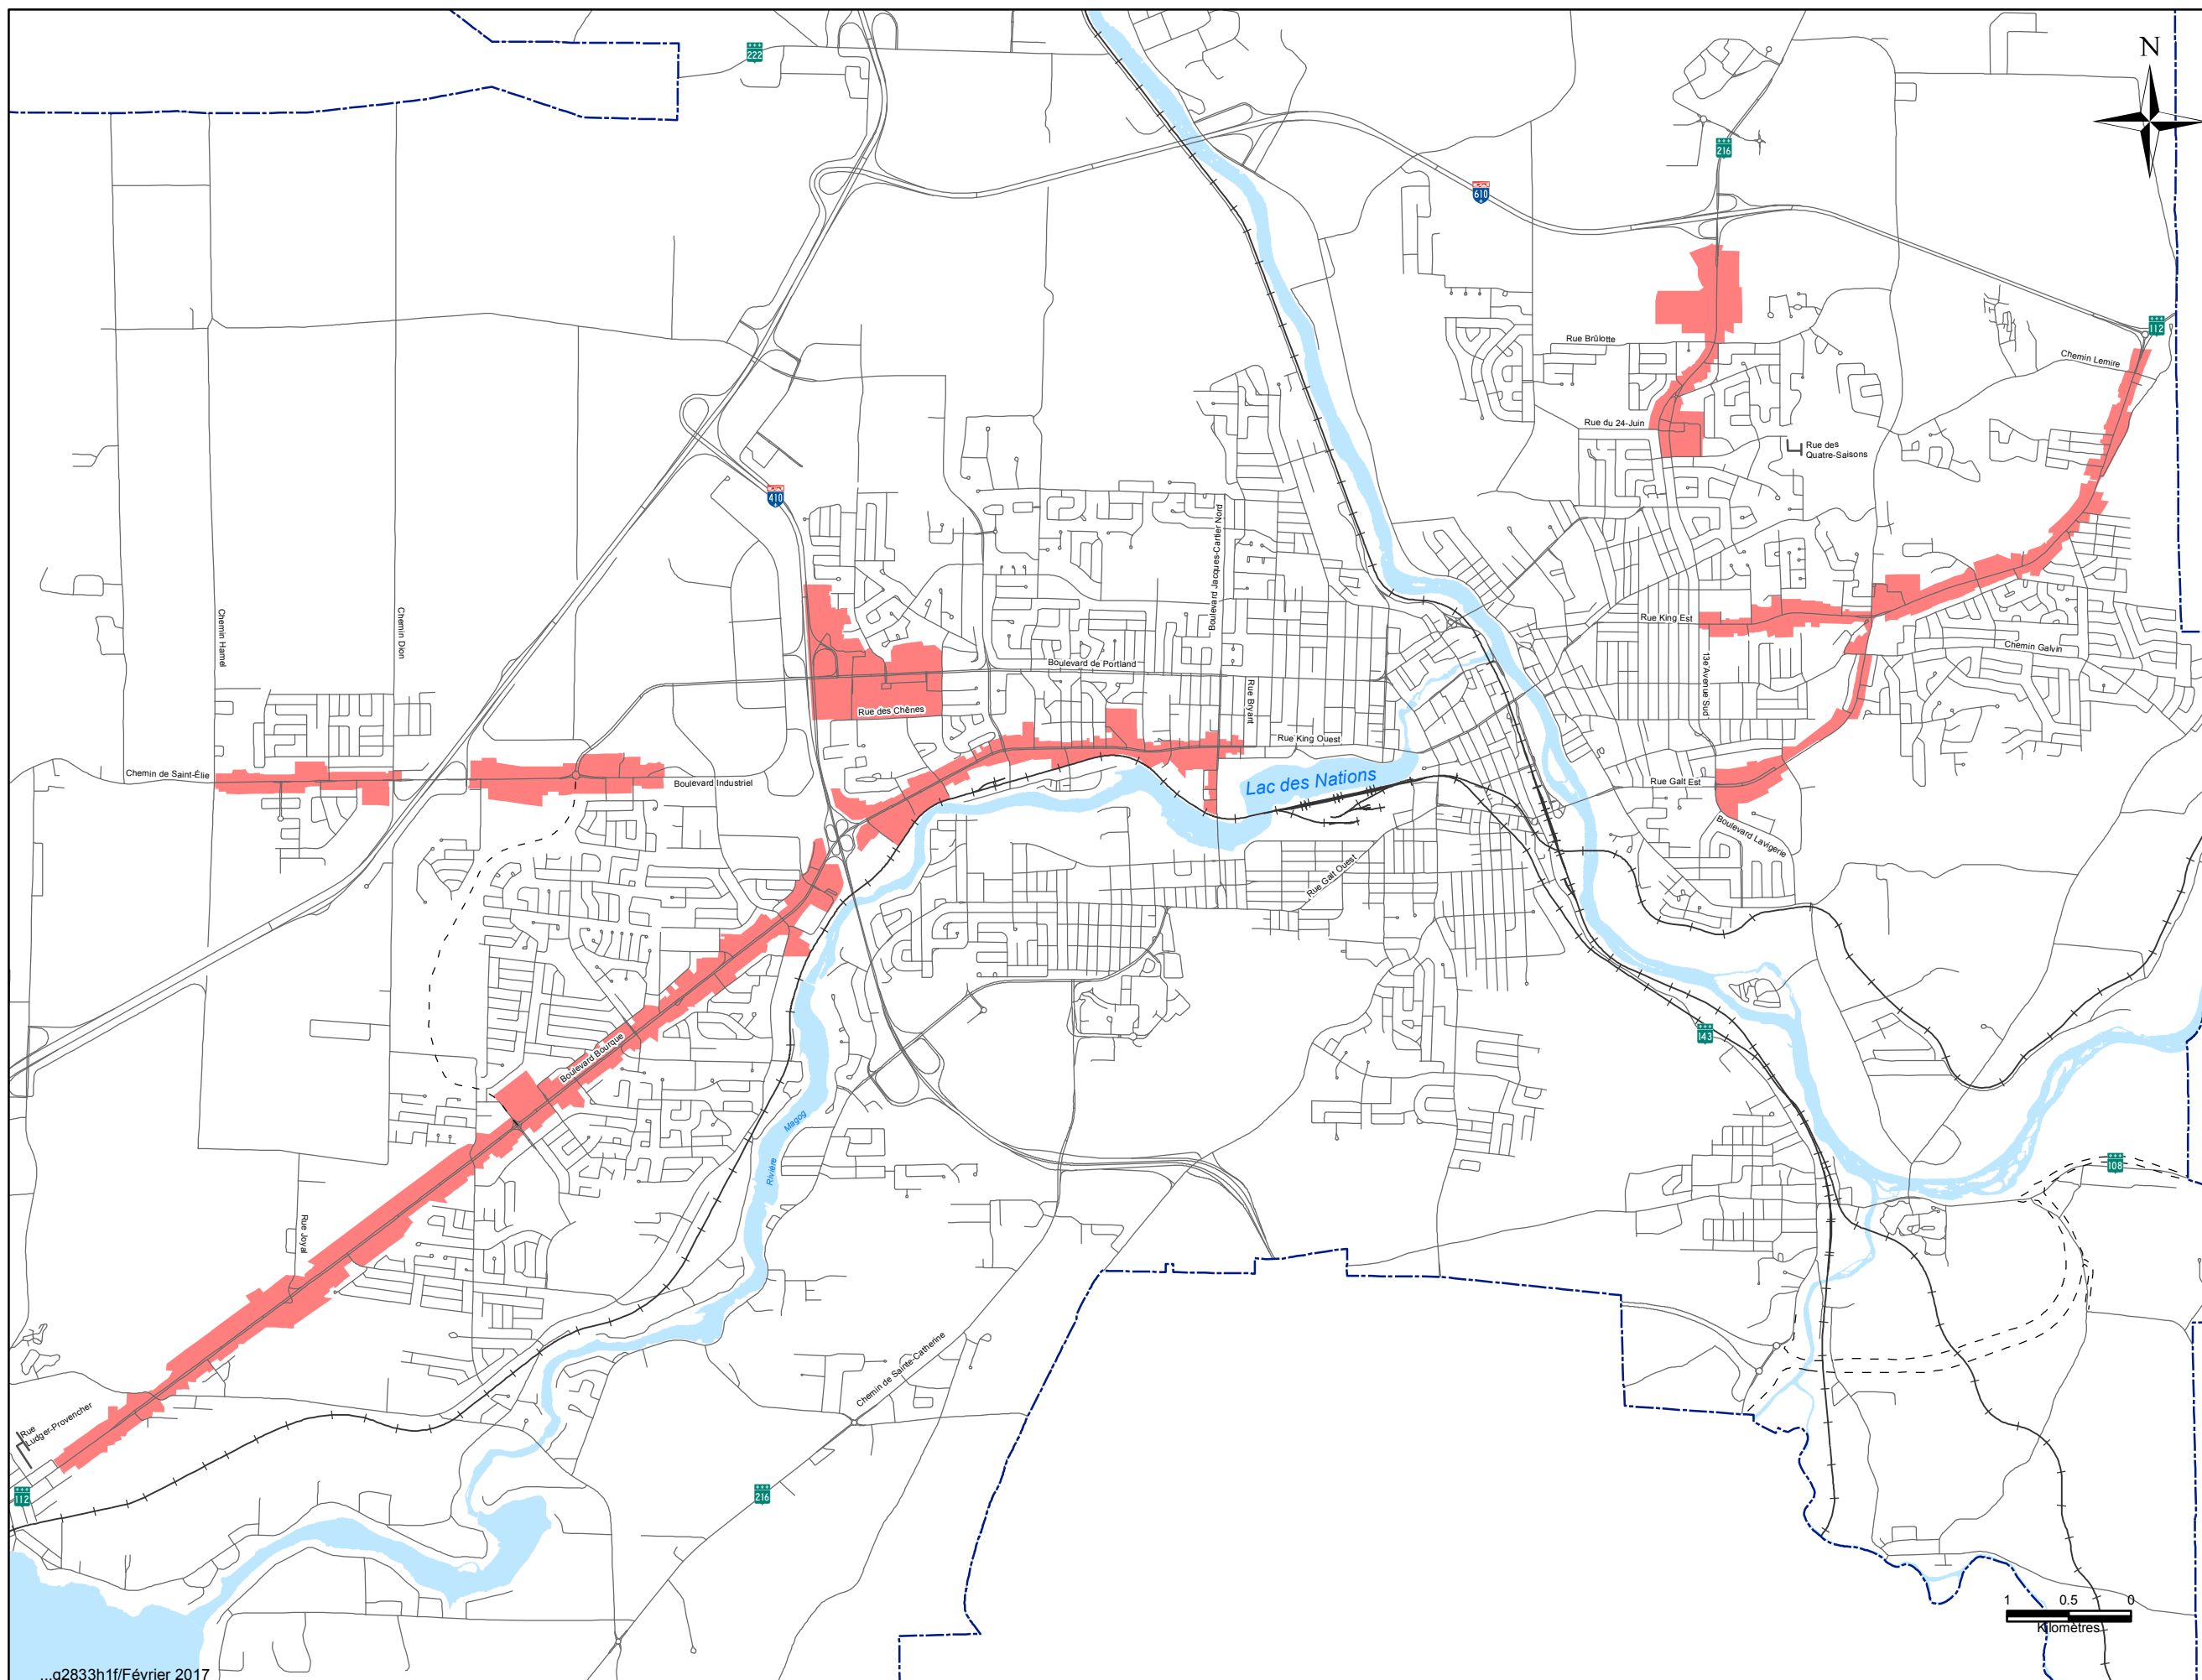 N
222
216
610
112
Rue Brûlotte
Chemin Lemire
Rue du 24-Juin
Rue des
Quatre-Saisons
410
Boulevard Jacques-Cartier Nord
Chemin Hamel
Chemin Dion
Rue King Est
Chemin Galvin
13e Avenue Sud
Boulevard de Portland
Rue Bryant
Rue des Chênes
Rue King Ouest
Chemin de Saint-Élie
Boulevard Industriel
Lac des Nations
Rue Galt Est
Boulevard Lavigerie
Rue Galt Ouest
143
Boulevard Bourque
Rivière
Magog
108
Rue Joyal
Chemin de Sainte-Catherine
Rue
Ludger-Provencher
112
216
1 0.5 0
Kilomètres
...g2833h1f/Février 2017